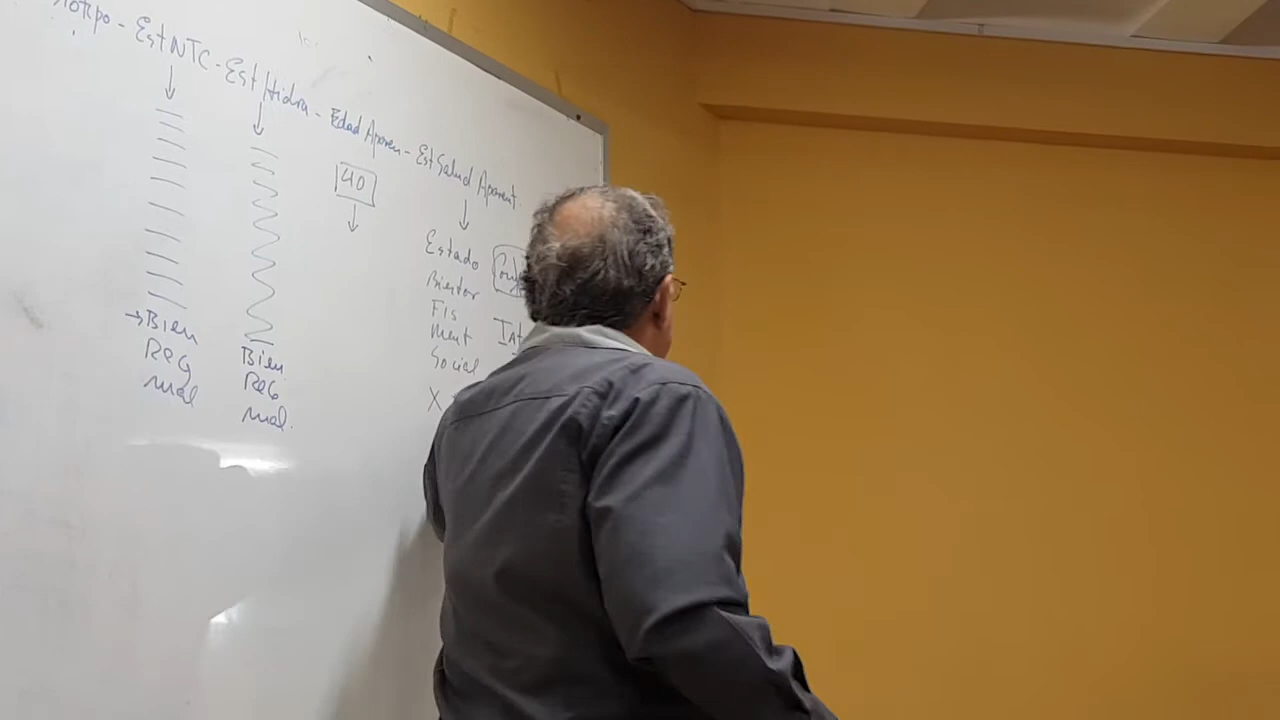 Est NTC - Est Hidra - Edad Aparen - Est Salud Aparent.
40
Estado
Bienstar
Fis
Ment
Social
X
Bien
Reg
mal
Bien
Reg
mal.